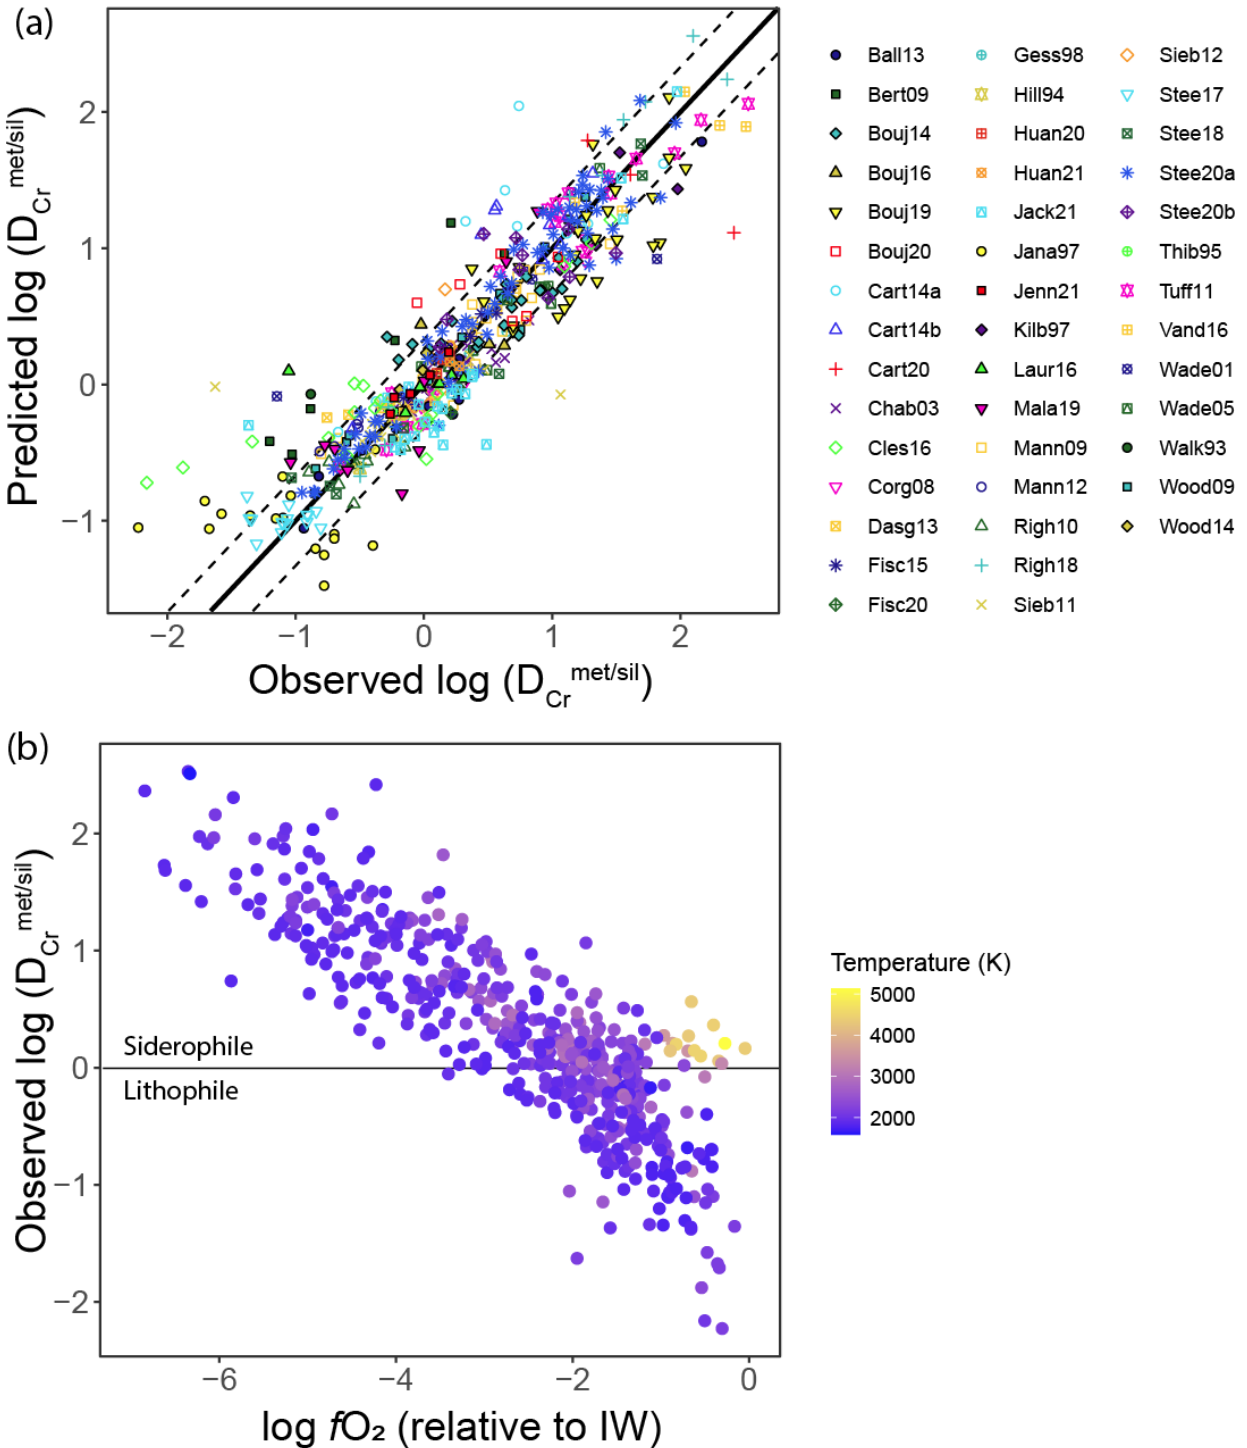 (a)
Predicted log (D_Cr^met/sil)
2
1
0
−1
−2 −1 0 1 2
Observed log (D_Cr^met/sil)
Ball13 Gess98 Sieb12
Bert09 Hill94 Stee17
Bouj14 Huan20 Stee18
Bouj16 Huan21 Stee20a
Bouj19 Jack21 Stee20b
Bouj20 Jana97 Thib95
Cart14a Jenn21 Tuff11
Cart14b Kilb97 Vand16
Cart20 Laur16 Wade01
Chab03 Mala19 Wade05
Cles16 Mann09 Walk93
Corg08 Mann12 Wood09
Dasg13 Righ10 Wood14
Fisc15 Righ18
Fisc20 Sieb11
(b)
Observed log (D_Cr^met/sil)
2
1
0
−1
−2
Siderophile
Lithophile
−6 −4 −2 0
log fO₂ (relative to IW)
Temperature (K)
5000
4000
3000
2000